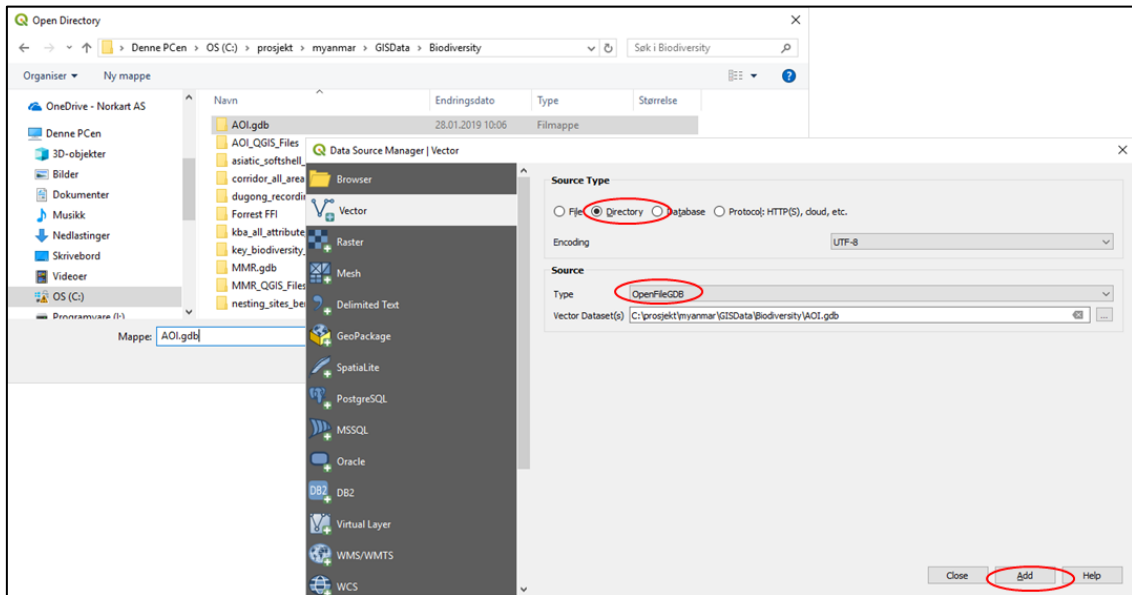 Open Directory
Denne PCen > OS (C:) > prosjekt > myanmar > GISData > Biodiversity
Søk i Biodiversity
Organiser
Ny mappe
OneDrive - Norkart AS
Denne PCen
3D-objekter
Bilder
Dokumenter
Musikk
Nedlastinger
Skrivebord
Videoer
OS (C:)
Programvare (I:)
Navn Endringsdato Type Størrelse
AOI.gdb 28.01.2019 10:06 Filmappe
AOI_QGIS_Files
asiatic_softshell_
corridor_all_area
dugong_recordin
Forrest FFI
kba_all_attribute
key_biodiversity_
MMR.gdb
MMR_QGIS_Files
nesting_sites_be
Mappe: AOI.gdb
Data Source Manager | Vector
Browser
Vector
Raster
Mesh
Delimited Text
GeoPackage
SpatiaLite
PostgreSQL
MSSQL
Oracle
DB2 DB2
Virtual Layer
WMS/WMTS
WCS
Source Type
File Directory Database Protocol: HTTP(S), cloud, etc.
Encoding UTF-8
Source
Type OpenFileGDB
Vector Dataset(s) C:\prosjekt\myanmar\GISData\Biodiversity\AOI.gdb ...
Close Add Help